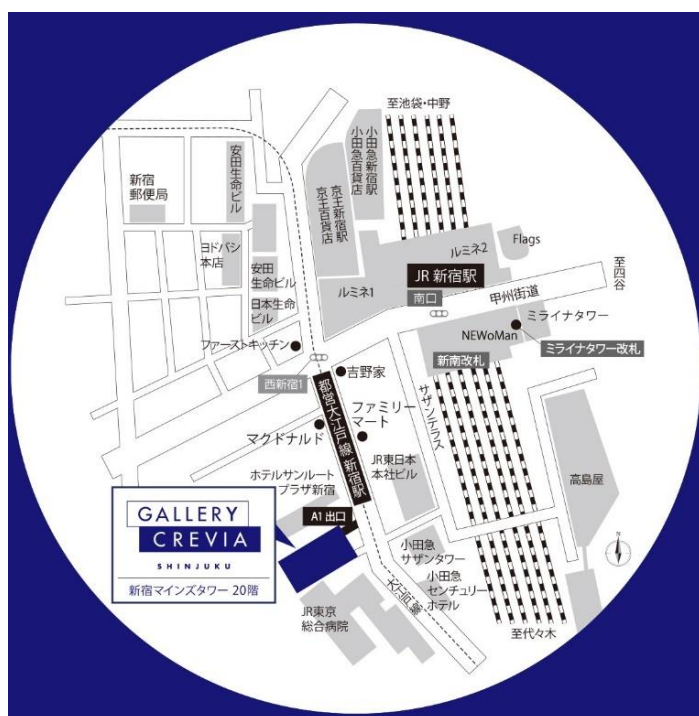 至池袋・中野
小田急新宿駅
小田急百貨店
京王新宿駅
京王百貨店
安田生命ビル
新宿
郵便局
ルミネ2
Flags
至四谷
ヨドバシ
本店
安田
生命ビル
JR 新宿駅
ルミネ1
南口
甲州街道
日本生命
ビル
ミライナタワー
ファーストキッチン
NEWoMan
ミライナタワー改札
西新宿1
新南改札
吉野家
都営大江戸線 新宿駅
サザンテラス
ファミリー
マート
マクドナルド
JR東日本
本社ビル
ホテルサンルート
プラザ新宿
高島屋
A1 出口
GALLERY
CREVIA
SHINJUKU
新宿マインズタワー 20階
小田急
サザンタワー
N
大江戸線
小田急
センチュリー
ホテル
JR東京
総合病院
至代々木